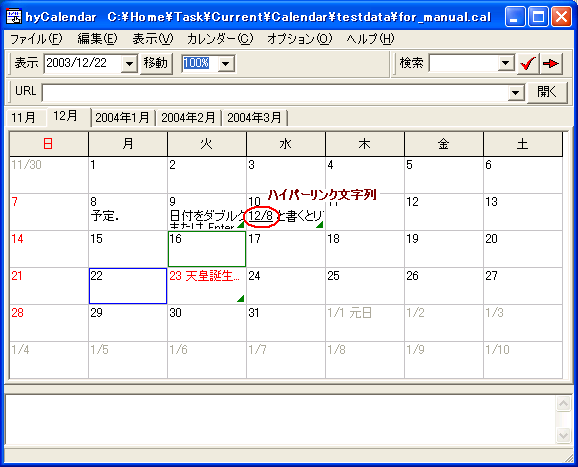 hyCalendar C:¥Home¥Task¥Current¥Calendar¥testdata¥for_manual.cal
ファイル(F) 編集(E) 表示(V) カレンダー(C) オプション(O) ヘルプ(H)
表示 2003/12/22 移動 100% 検索
URL 開く
11月 12月 2004年1月 2004年2月 2004年3月
日 月 火 水 木 金 土
11/30 1 2 3 4 5 6
ハイパーリンク文字列
7 8 9 10 11 12 13
予定. 日付をダブルク 12/8 と書くとリ
または Enter
14 15 16 17 18 19 20
21 22 23 天皇誕生... 24 25 26 27
28 29 30 31 1/1 元日 1/2 1/3
1/4 1/5 1/6 1/7 1/8 1/9 1/10